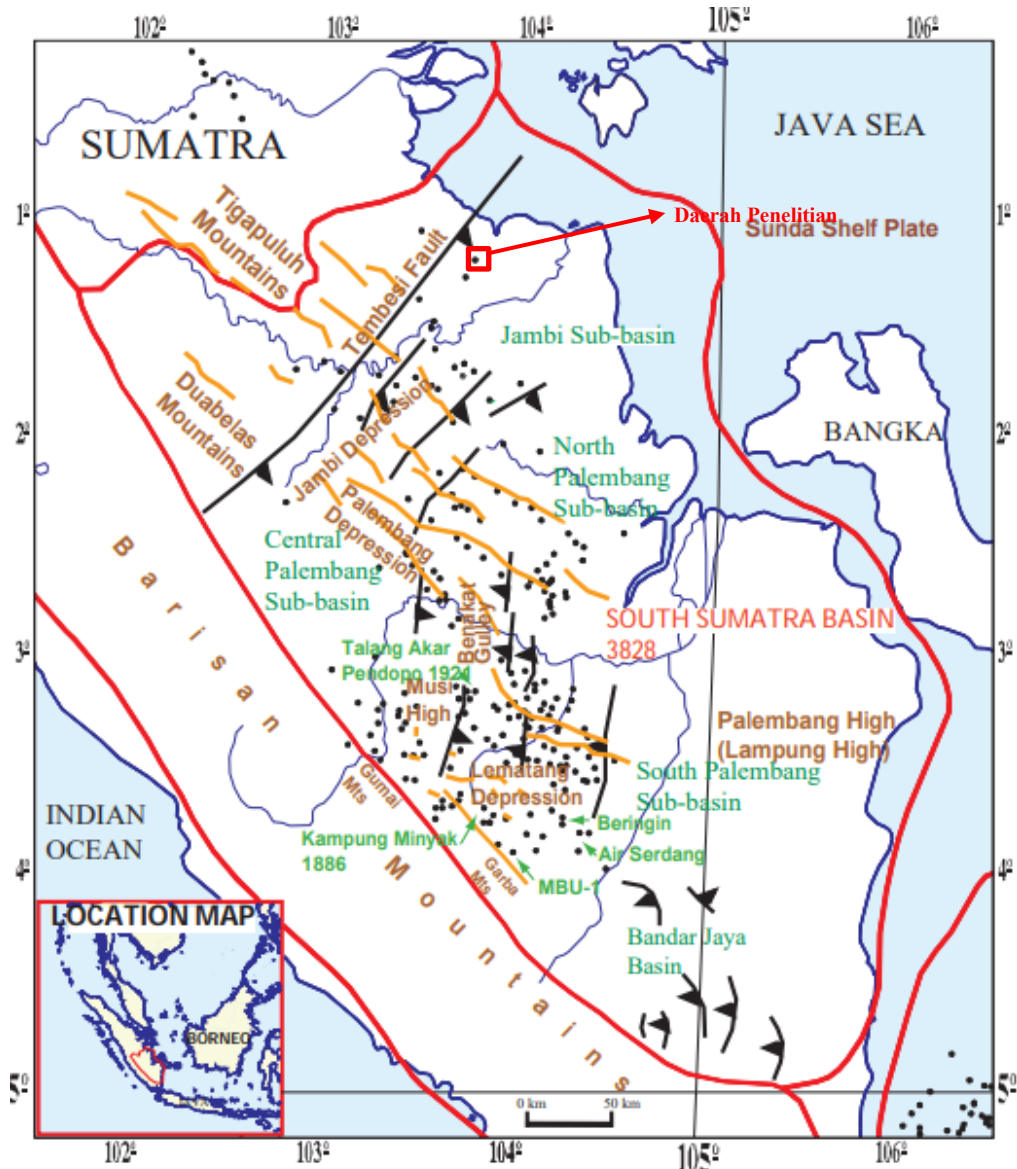 102º 103º 104º 105º 106º
SUMATRA
JAVA SEA
1º
1º
Tigapuluh
Mountains
Tembesi Fault
Daerah Penelitian
Sunda Shelf Plate
Jambi Sub-basin
Duabelas
Mountains
Jambi Depression
2º
2º
BANGKA
North
Palembang
Sub-basin
Palembang
Depression
Central
Palembang
Sub-basin
Benakat
Gulley
SOUTH SUMATRA BASIN
3828
3º
3º
Talang Akar
Pendopo 1921
Musi
High
Palembang High
(Lampung High)
Lematang
Depression
South Palembang
Sub-basin
Barisan
Mountains
Gumai
Mts
INDIAN
OCEAN
Kampung Minyak
1886
Beringin
Air Serdang
MBU-1
Garba
Mts
4º
4º
Bandar Jaya
Basin
LOCATION MAP
BORNEO
5º
5º
0 km 50 km
102º 103º 104º 105º 106º